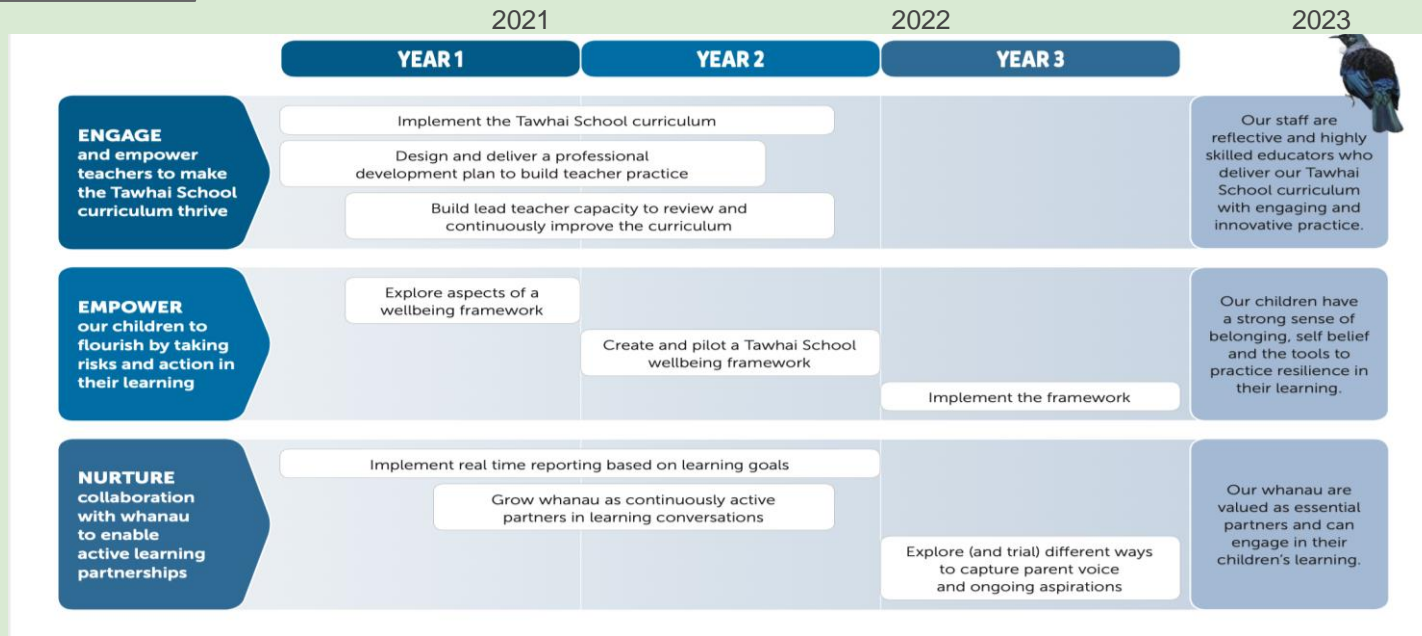 2021 2022 2023
YEAR 1 YEAR 2 YEAR 3
ENGAGE
and empower
teachers to make
the Tawhai School
curriculum thrive
Implement the Tawhai School curriculum
Design and deliver a professional
development plan to build teacher practice
Build lead teacher capacity to review and
continuously improve the curriculum
Our staff are
reflective and highly
skilled educators who
deliver our Tawhai
School curriculum
with engaging and
innovative practice.
EMPOWER
our children to
flourish by taking
risks and action in
their learning
Explore aspects of a
wellbeing framework
Create and pilot a Tawhai School
wellbeing framework
Implement the framework
Our children have
a strong sense of
belonging, self belief
and the tools to
practice resilience in
their learning.
NURTURE
collaboration
with whanau
to enable
active learning
partnerships
Implement real time reporting based on learning goals
Grow whanau as continuously active
partners in learning conversations
Explore (and trial) different ways
to capture parent voice
and ongoing aspirations
Our whanau are
valued as essential
partners and can
engage in their
children's learning.